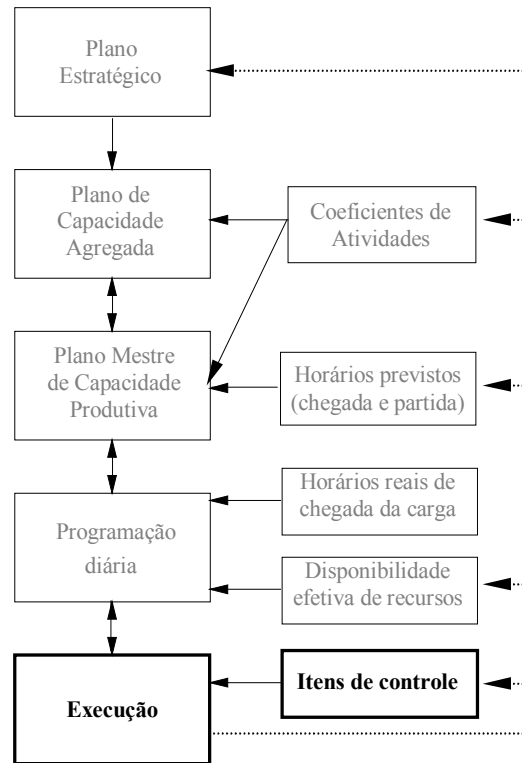 Plano
Estratégico
Plano de
Capacidade
Agregada
Coeficientes de
Atividades
Plano Mestre
de Capacidade
Produtiva
Horários previstos
(chegada e partida)
Horários reais de
chegada da carga
Programação
diária
Disponibilidade
efetiva de recursos
Itens de controle
Execução